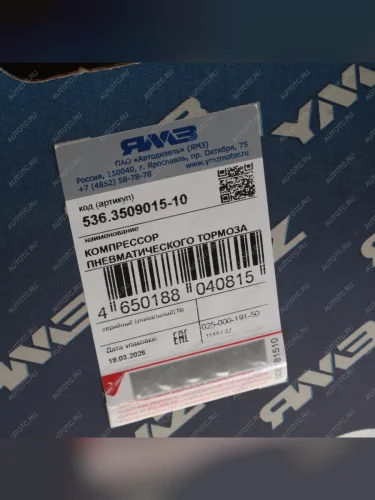 ЯМЗ
ПАО «Автодизель» (ЯМЗ)
Россия, 150040, г. Ярославль, пр. Октября, 75
+7 (4852) 58-78-78 www.ymzmotor.ru
код (артикул)
536.3509015-10
наименование
КОМПРЕССОР
ПНЕВМАТИЧЕСКОГО ТОРМОЗА
4 650188 040815
серийный (уникальный) №
025-000-191-50
Дата упаковки:
19.03.2025
EAC
ЯМЗ
ЯМЗ
AUTOTC.RU